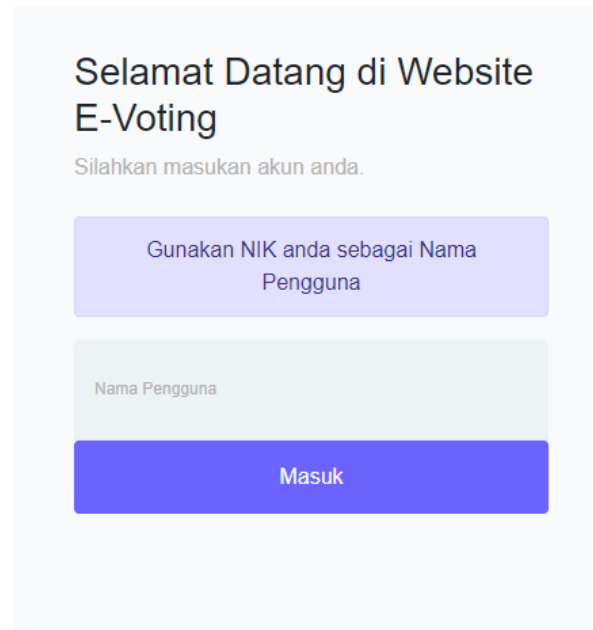 Selamat Datang di Website
E-Voting
Silahkan masukan akun anda.
Gunakan NIK anda sebagai Nama
Pengguna
Nama Pengguna
Masuk